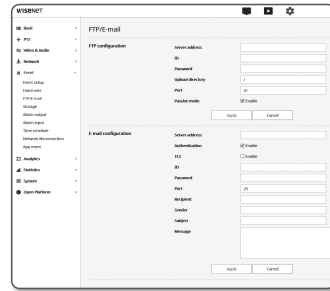 WISENET
Basic
PTZ
Video & Audio
Network
Event
Event setup
Hand over
FTP/E-mail
Storage
Alarm output
Alarm input
Time schedule
Network disconnection
App event
Analytics
Statistics
System
Open Platform
FTP/E-mail
FTP configuration
Server address
ID
Password
Upload directory /
Port 21
Passive mode Enable
Apply Cancel
E-mail configuration
Server address
Authentication Enable
TLS Enable
ID
Password
Port 25
Recipient
Sender
Subject
Message
Apply Cancel